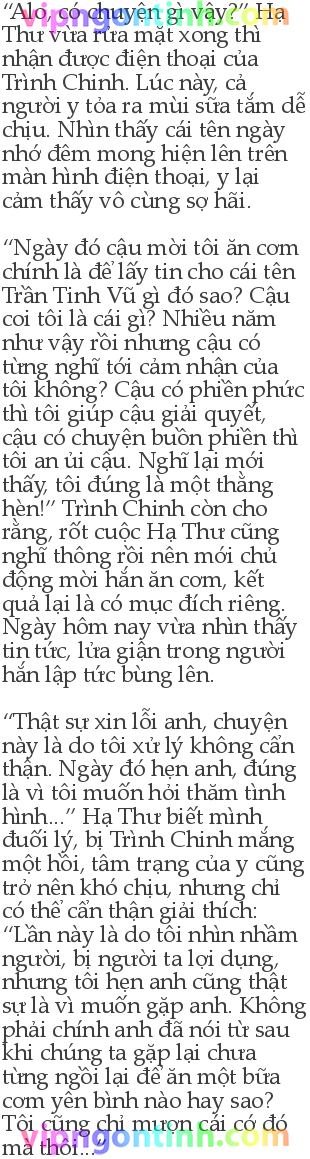 “Alo, có chuyện gì vậy?” Hạ
vipngontinh.com
Thư vừa rửa mặt xong thì
nhận được điện thoại của
Trình Chinh. Lúc này, cả
người y tỏa ra mùi sữa tắm dễ
chịu. Nhìn thấy cái tên ngày
nhớ đêm mong hiện lên trên
màn hình điện thoại, y lại
cảm thấy vô cùng sợ hãi.
“Ngày đó cậu mời tôi ăn cơm
chính là để lấy tin cho cái tên
Trần Tinh Vũ gì đó sao? Cậu
coi tôi là cái gì? Nhiều năm
như vậy rồi nhưng cậu có
từng nghĩ tới cảm nhận của
tôi không? Cậu có phiền phức
thì tôi giúp cậu giải quyết,
cậu có chuyện buồn phiền thì
tôi an ủi cậu. Nghĩ lại mới
thấy, tôi đúng là một thằng
hèn!” Trình Chinh còn cho
rằng, rốt cuộc Hạ Thư cũng
nghĩ thông rồi nên mới chủ
động mời hắn ăn cơm, kết
quả lại là có mục đích riêng.
Ngày hôm nay vừa nhìn thấy
tin tức, lửa giận trong người
hắn lập tức bùng lên.
“Thật sự xin lỗi anh, chuyện
này là do tôi xử lý không cẩn
thận. Ngày đó hẹn anh, đúng
là vì tôi muốn hỏi thăm tình
hình...” Hạ Thư biết mình
đuối lý, bị Trình Chinh mắng
một hồi, tâm trạng của y cũng
trở nên khó chịu, nhưng chỉ
có thể cẩn thận giải thích:
“Lần này là do tôi nhìn nhầm
người, bị người ta lợi dụng,
nhưng tôi hẹn anh cũng thật
sự là vì muốn gặp anh. Không
phải chính anh đã nói từ sau
khi chúng ta gặp lại chưa
từng ngồi lại để ăn một bữa
cơm yên bình nào hay sao?
Tôi cũng chỉ mượn cái cớ đó
mà thôi...”
vipngontinh.com